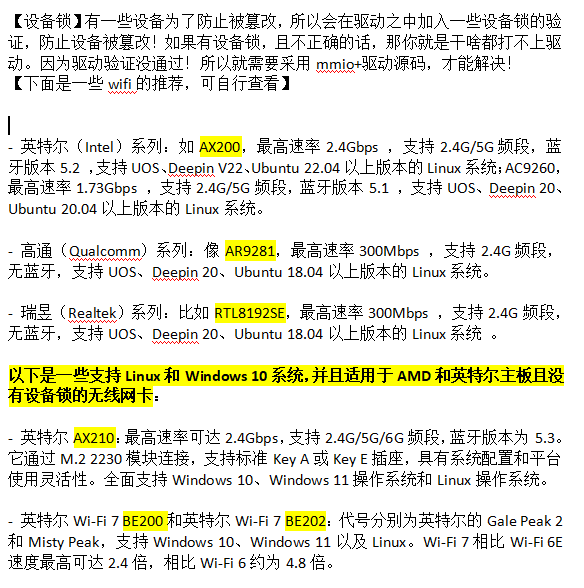 【设备锁】有一些设备为了防止被篡改，所以会在驱动之中加入一些设备锁的验
证，防止设备被篡改！如果有设备锁，且不正确的话，那你就是干啥都打不上驱
动。因为驱动验证没通过！所以就需要采用 mmio+驱动源码，才能解决！
【下面是一些 wifi 的推荐，可自行查看】
- 英特尔（Intel）系列：如 AX200，最高速率 2.4Gbps ，支持 2.4G/5G 频段，蓝
牙版本 5.2 ，支持 UOS、Deepin V22、Ubuntu 22.04 以上版本的 Linux 系统；AC9260，
最高速率 1.73Gbps ，支持 2.4G/5G 频段，蓝牙版本 5.1 ，支持 UOS、Deepin 20、
Ubuntu 20.04 以上版本的 Linux 系统。
- 高通（Qualcomm）系列：像 AR9281，最高速率 300Mbps ，支持 2.4G 频段，
无蓝牙，支持 UOS、Deepin 20、Ubuntu 18.04 以上版本的 Linux 系统。
- 瑞昱（Realtek）系列：比如 RTL8192SE，最高速率 300Mbps ，支持 2.4G 频段，
无蓝牙，支持 UOS、Deepin 20、Ubuntu 18.04 以上版本的 Linux 系统 。
以下是一些支持 Linux 和 Windows 10 系统，并且适用于 AMD 和英特尔主板且没
有设备锁的无线网卡：
- 英特尔 AX210：最高速率可达 2.4Gbps，支持 2.4G/5G/6G 频段，蓝牙版本为 5.3。
它通过 M.2 2230 模块连接，支持标准 Key A 或 Key E 插座，具有系统配置和平台
使用灵活性。全面支持 Windows 10、Windows 11 操作系统和 Linux 操作系统。
- 英特尔 Wi-Fi 7 BE200 和英特尔 Wi-Fi 7 BE202：代号分别为英特尔的 Gale Peak 2
和 Misty Peak，支持 Windows 10、Windows 11 以及 Linux。Wi-Fi 7 相比 Wi-Fi 6E
速度最高可达 2.4 倍，相比 Wi-Fi 6 约为 4.8 倍。